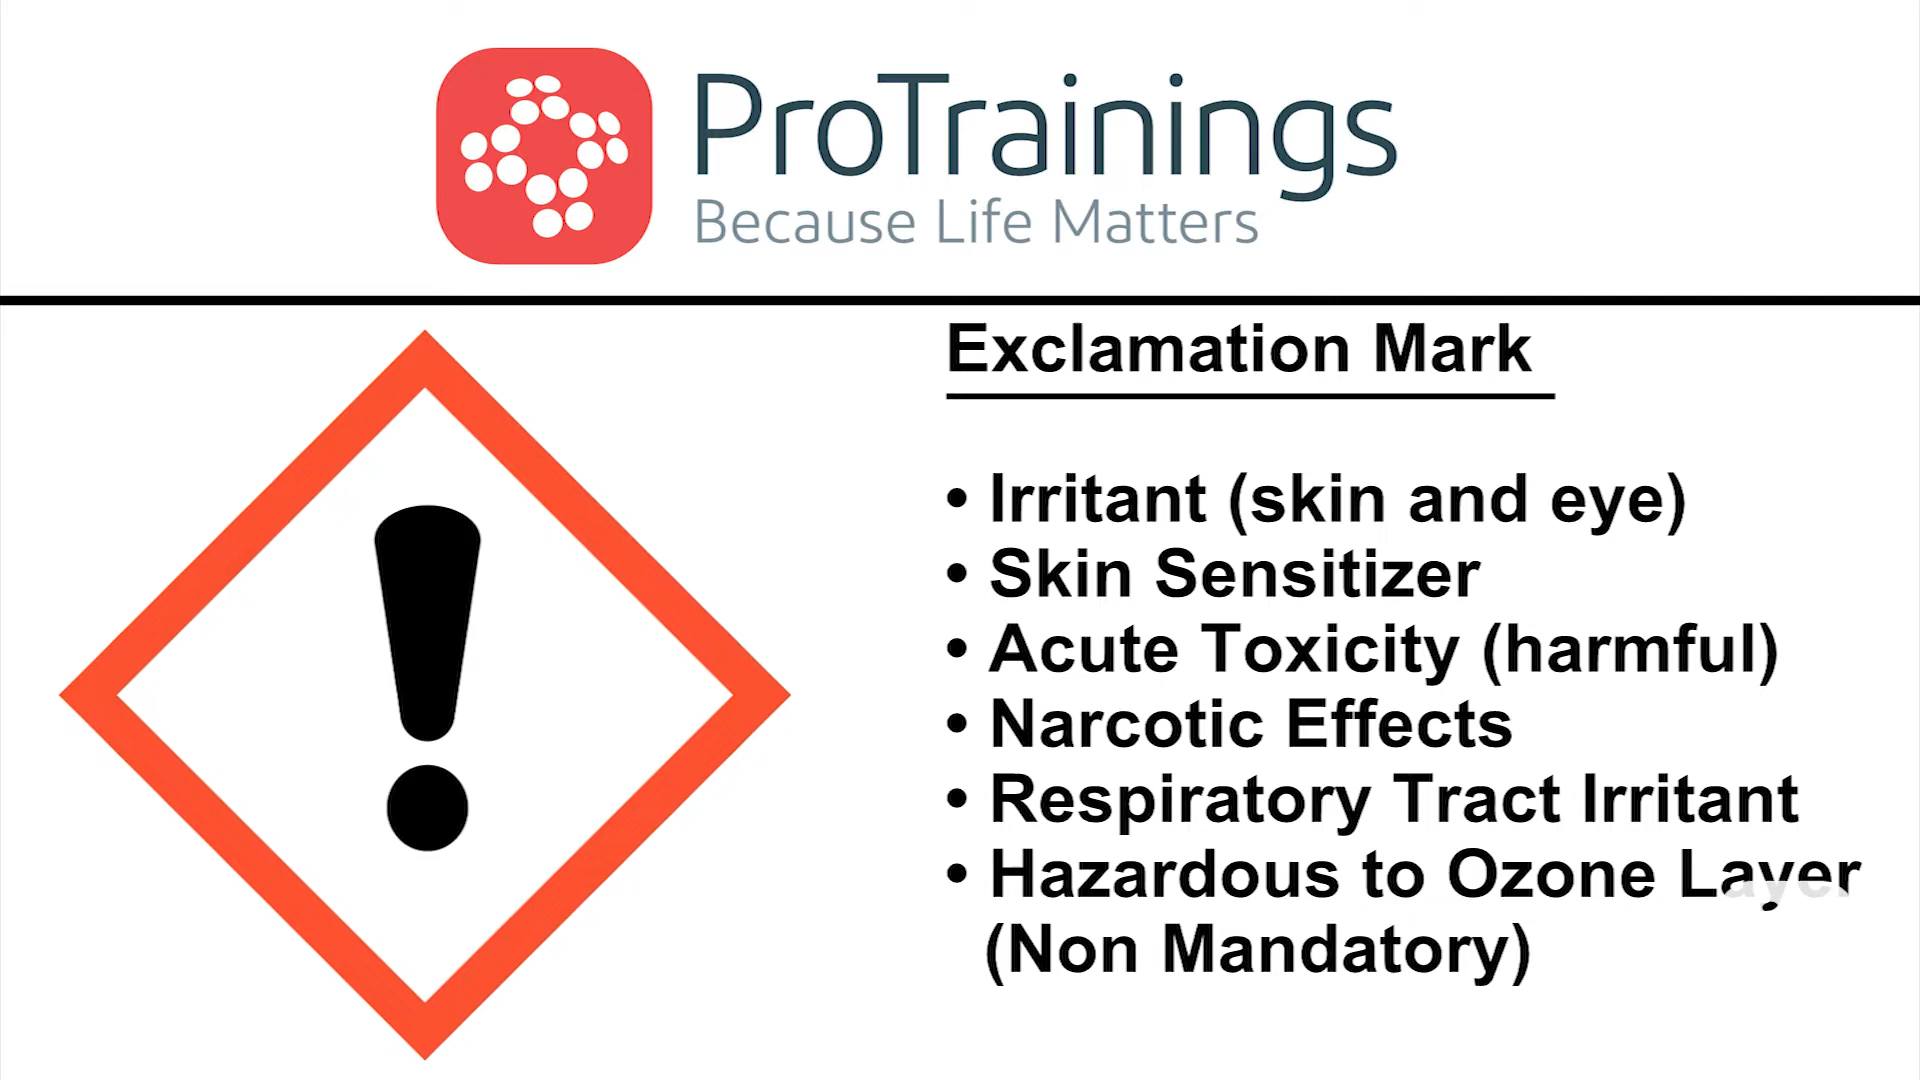 ProTrainings
Because Life Matters
Exclamation Mark
!
• Irritant (skin and eye)
• Skin Sensitizer
• Acute Toxicity (harmful)
• Narcotic Effects
• Respiratory Tract Irritant
• Hazardous to Ozone Layer
(Non Mandatory)